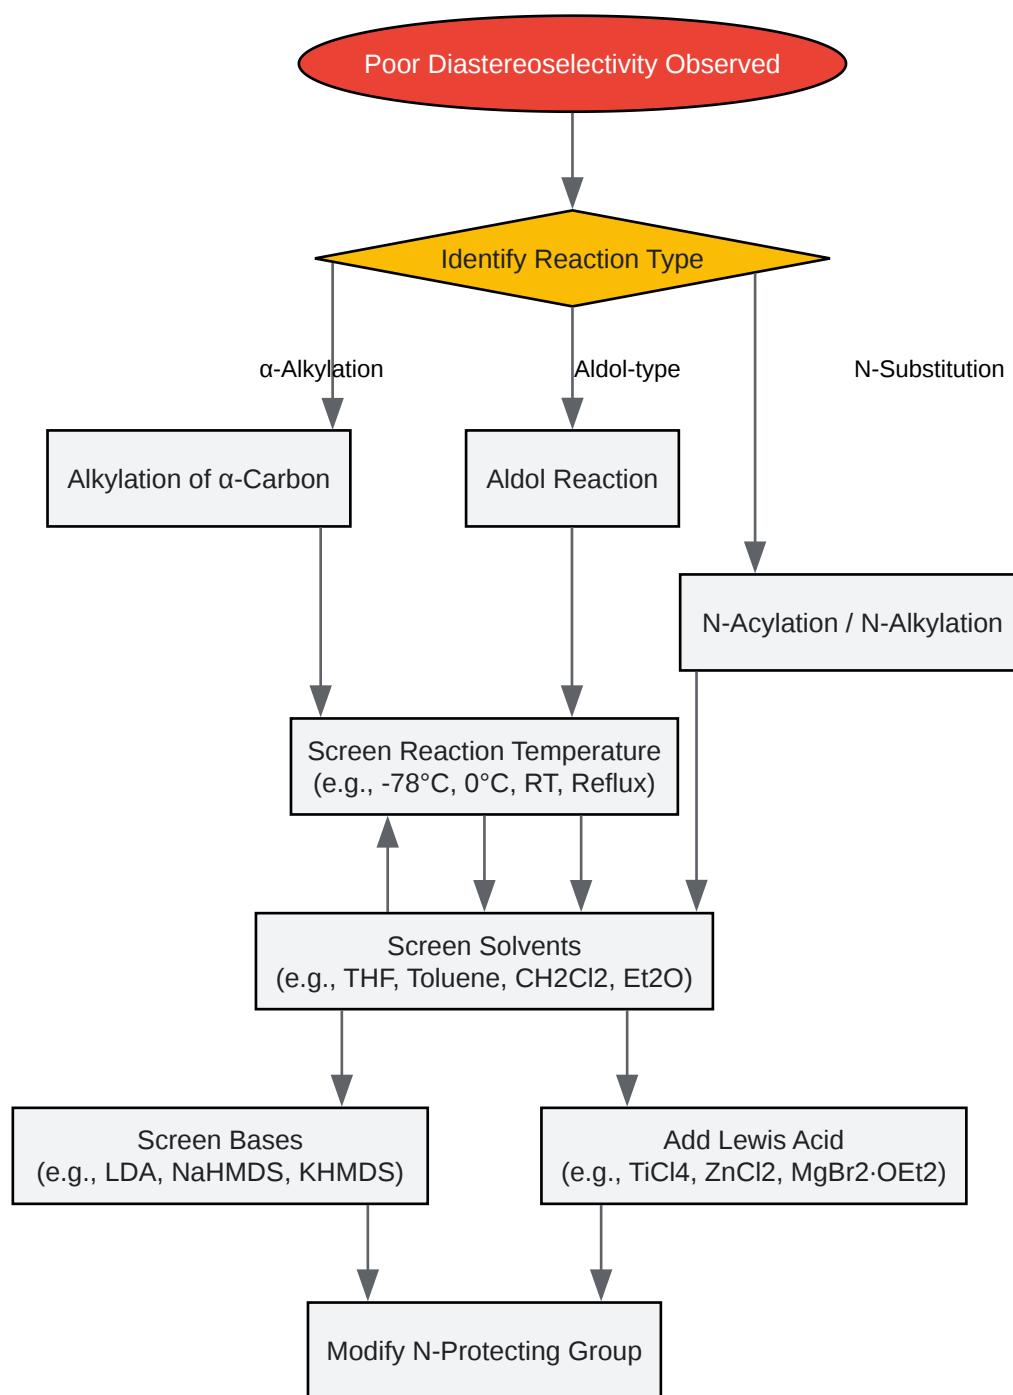 Poor Diastereoselectivity Observed
Identify Reaction Type
α-Alkylation
Aldol-type
N-Substitution
Alkylation of α-Carbon
Aldol Reaction
N-Acylation / N-Alkylation
Screen Reaction Temperature
(e.g., -78°C, 0°C, RT, Reflux)
Screen Solvents
(e.g., THF, Toluene, CH2Cl2, Et2O)
Screen Bases
(e.g., LDA, NaHMDS, KHMDS)
Add Lewis Acid
(e.g., TiCl4, ZnCl2, MgBr2·OEt2)
Modify N-Protecting Group